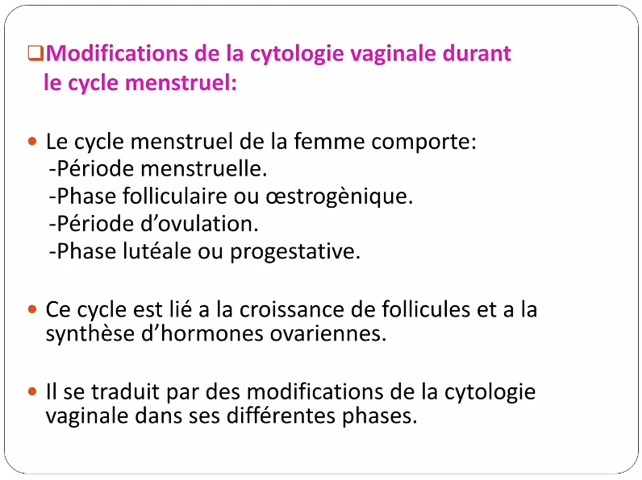 ❑Modifications de la cytologie vaginale durant
le cycle menstruel:
• Le cycle menstruel de la femme comporte:
-Période menstruelle.
-Phase folliculaire ou œstrogènique.
-Période d’ovulation.
-Phase lutéale ou progestative.
• Ce cycle est lié a la croissance de follicules et a la
synthèse d’hormones ovariennes.
• Il se traduit par des modifications de la cytologie
vaginale dans ses différentes phases.